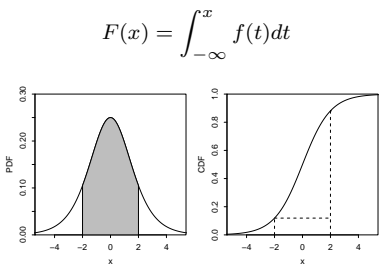 F(x) = ∫_{-∞}^{x} f(t)dt
PDF
0.00 0.10 0.20 0.30
−4 −2 0 2 4
x
CDF
0.0 0.2 0.4 0.6 0.8 1.0
−4 −2 0 2 4
x